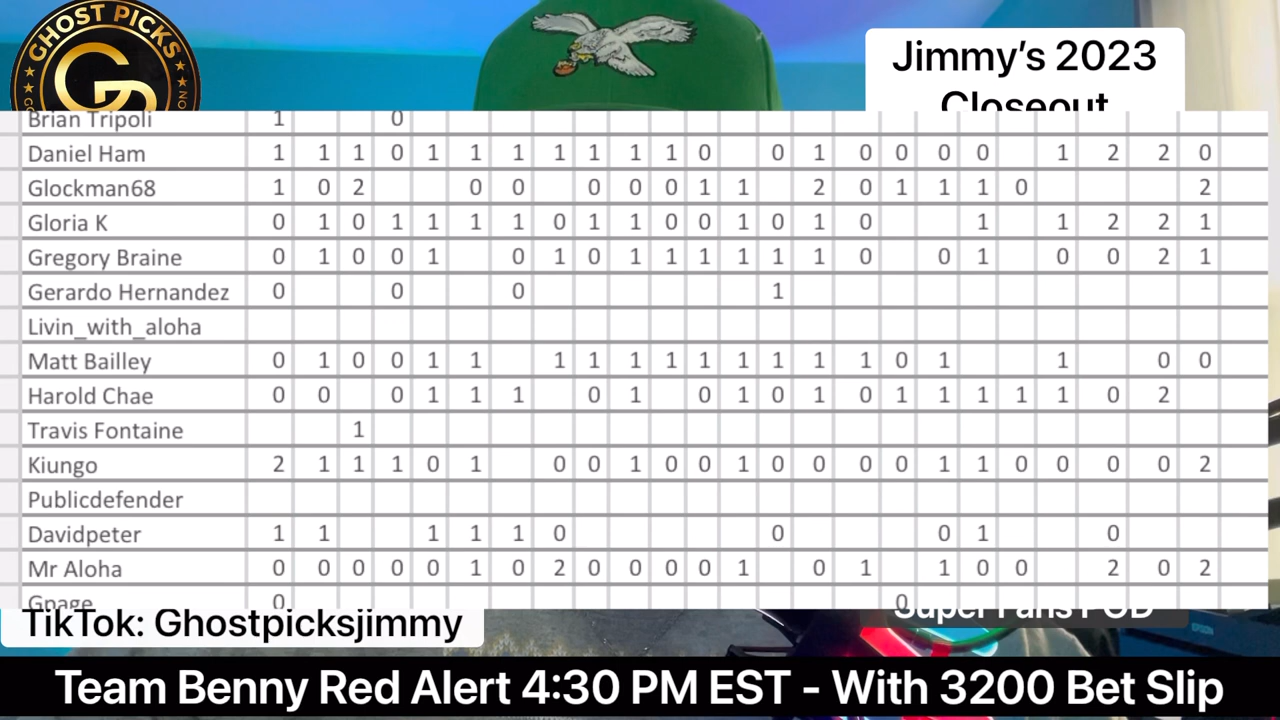 GHOST PICKS
GP
Jimmy's 2023
Closeout
Brian Tripoli 1 0
Daniel Ham 1 1 1 0 1 1 1 1 1 1 1 0 0 1 0 0 0 0 1 2 2 0
Glockman68 1 0 2 0 0 0 0 0 1 1 2 0 1 1 1 0 2
Gloria K 0 1 0 1 1 1 1 0 1 1 0 0 1 0 1 0 1 1 2 2 1
Gregory Braine 0 1 0 0 1 0 1 0 1 1 1 1 1 1 0 0 1 0 0 2 1
Gerardo Hernandez 0 0 0 1
Livin_with_aloha
Matt Bailley 0 1 0 0 1 1 1 1 1 1 1 1 1 1 1 0 1 1 0 0
Harold Chae 0 0 0 1 1 1 0 1 0 1 0 1 0 1 1 1 1 1 0 2
Travis Fontaine 1
Kiungo 2 1 1 1 0 1 0 0 1 0 0 1 0 0 0 0 1 1 0 0 0 0 2
Publicdefender
Davidpeter 1 1 1 1 1 0 0 0 1 0
Mr Aloha 0 0 0 0 0 1 0 2 0 0 0 0 1 0 1 1 0 0 2 0 2
Gpage 0 0
TikTok: Ghostpicksjimmy
Super Fans POD
Team Benny Red Alert 4:30 PM EST - With 3200 Bet Slip